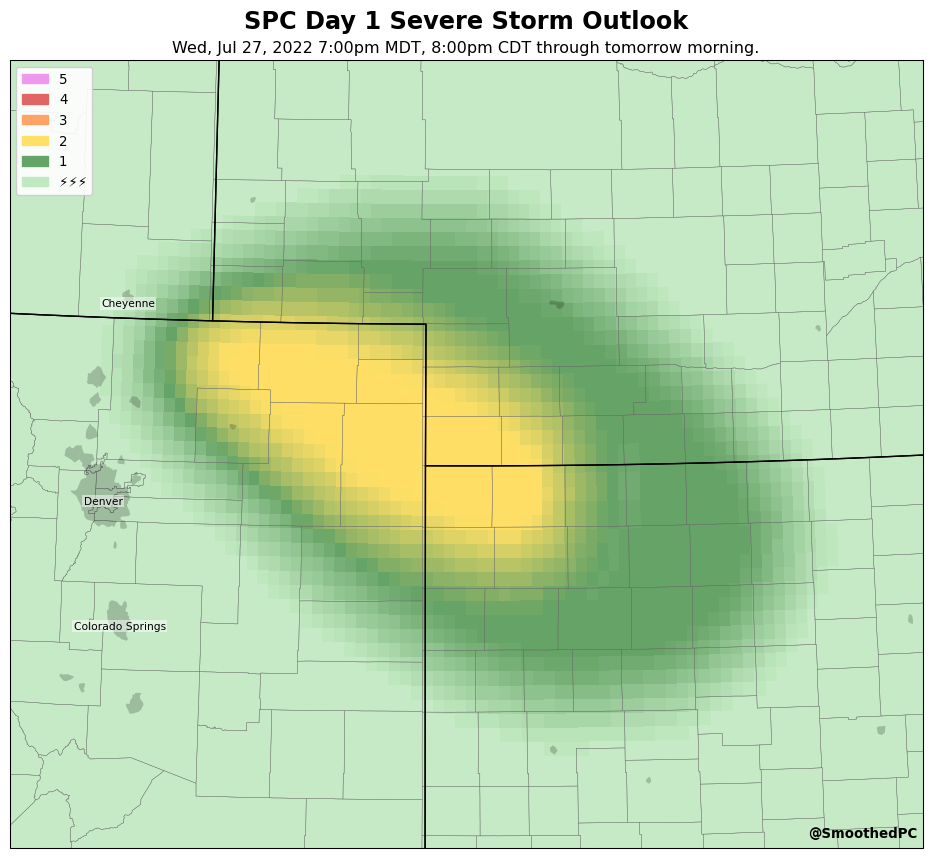 SPC Day 1 Severe Storm Outlook
Wed, Jul 27, 2022 7:00pm MDT, 8:00pm CDT through tomorrow morning.
5
4
3
2
1
⚡⚡⚡
Cheyenne
Denver
Colorado Springs
@SmoothedPC